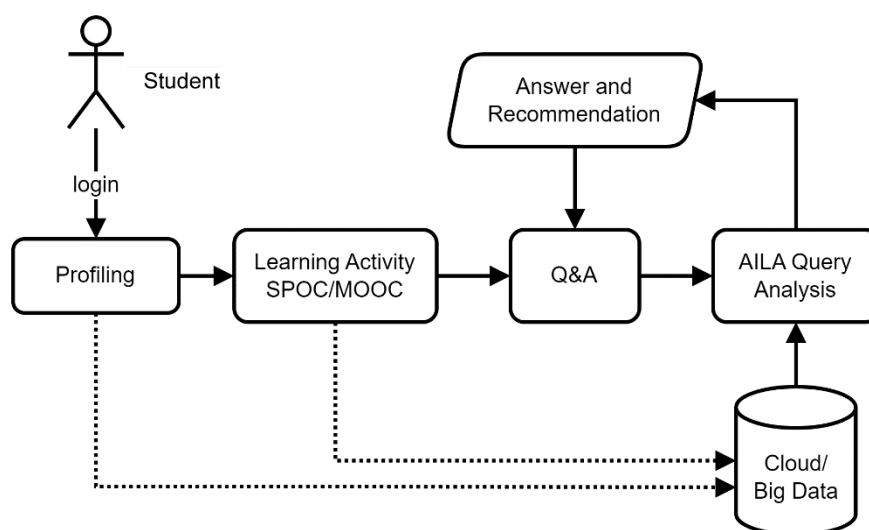 Student
login
Profiling
Learning Activity
SPOC/MOOC
Q&A
AILA Query
Analysis
Answer and
Recommendation
Cloud/
Big Data